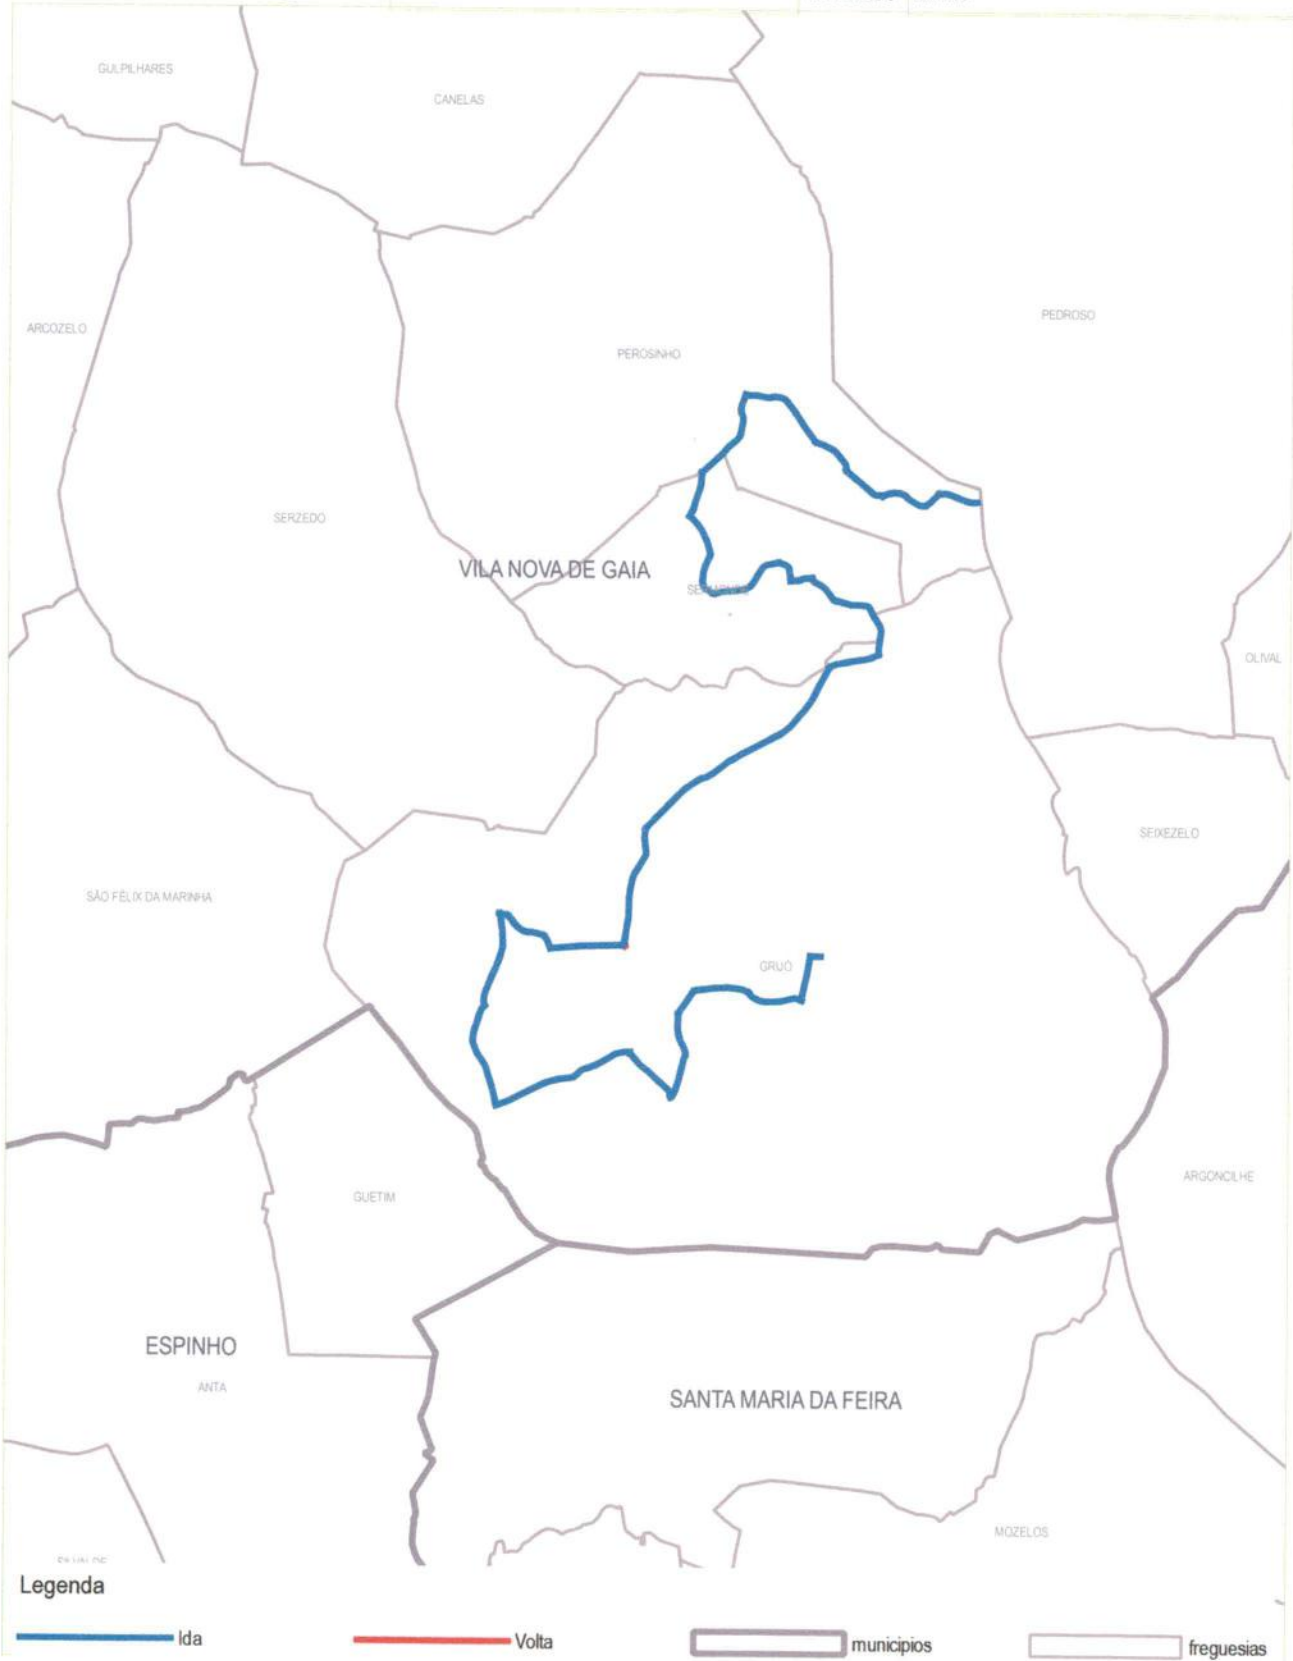 GULPILHARES
CANELAS
PEDROSO
ARCOZELO
PEROSINHO
SERZEDO
VILA NOVA DE GAIA
OLIVAL
SEIXEZELO
SÃO FÉLIX DA MARINHA
GRIJÓ
ARGONCILHE
GUETIM
ESPINHO
ANTA
SANTA MARIA DA FEIRA
MOZELOS
Legenda
Ida
Volta
municipios
freguesias